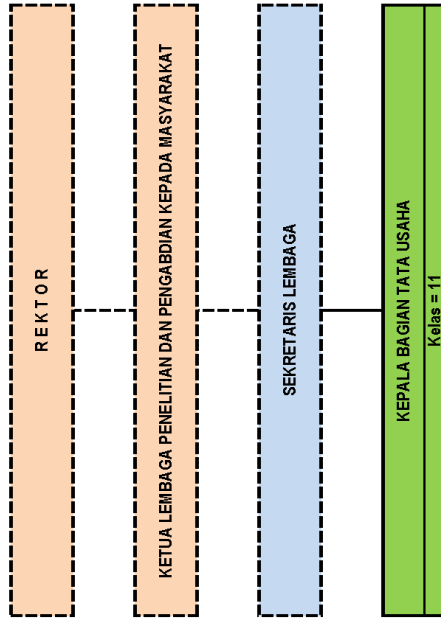 REKTOR
KETUA LEMBAGA PENELITIAN DAN PENGABDIAN KEPADA MASYARAKAT
SEKRETARIS LEMBAGA
KEPALA BAGIAN TATA USAHA
Kelas = 11